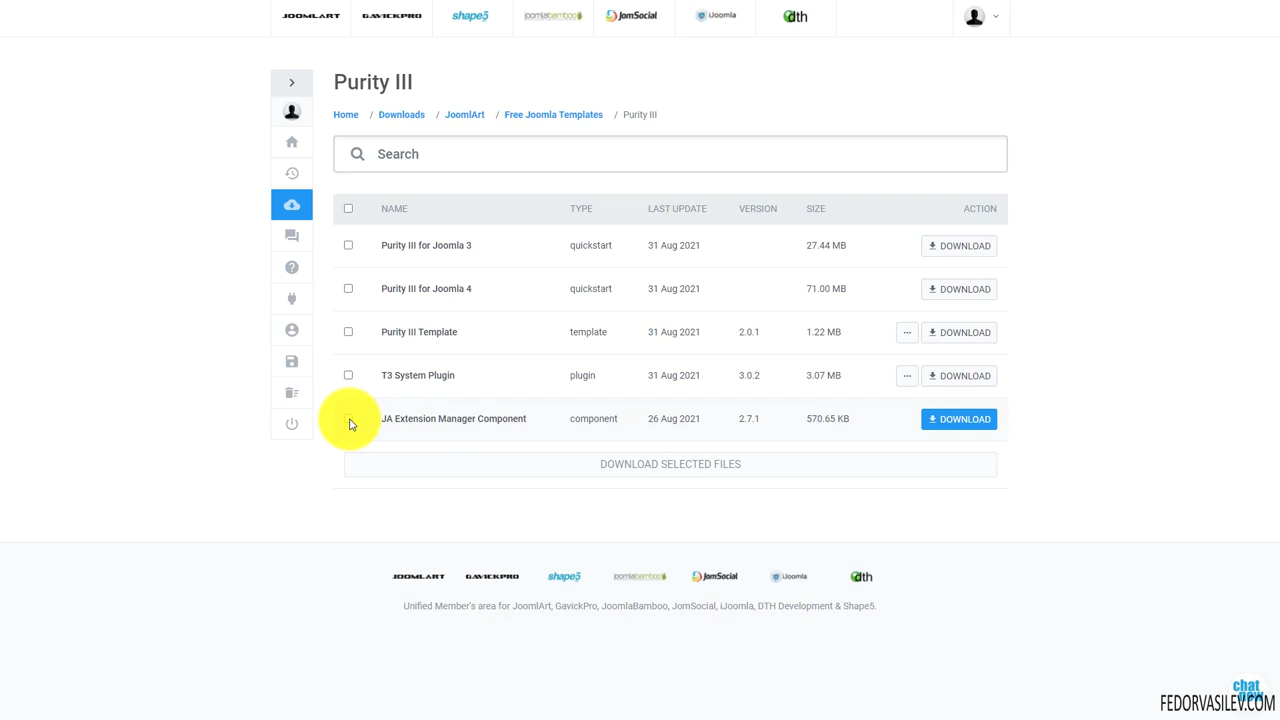 JOOMLART GAVICKPRO shape5 joomlabamboo JomSocial iJoomla dth
Purity III
Home / Downloads / JoomlArt / Free Joomla Templates / Purity III
Search
NAME TYPE LAST UPDATE VERSION SIZE ACTION
Purity III for Joomla 3 quickstart 31 Aug 2021 27.44 MB DOWNLOAD
Purity III for Joomla 4 quickstart 31 Aug 2021 71.00 MB DOWNLOAD
Purity III Template template 31 Aug 2021 2.0.1 1.22 MB ... DOWNLOAD
T3 System Plugin plugin 31 Aug 2021 3.0.2 3.07 MB ... DOWNLOAD
JA Extension Manager Component component 26 Aug 2021 2.7.1 570.65 KB DOWNLOAD
DOWNLOAD SELECTED FILES
JOOMLART GAVICKPRO shape5 joomlabamboo JomSocial iJoomla dth
Unified Member's area for JoomlArt, GavickPro, JoomlaBamboo, JomSocial, iJoomla, DTH Development & Shape5.
chat
now
FEDORVASILEV.COM